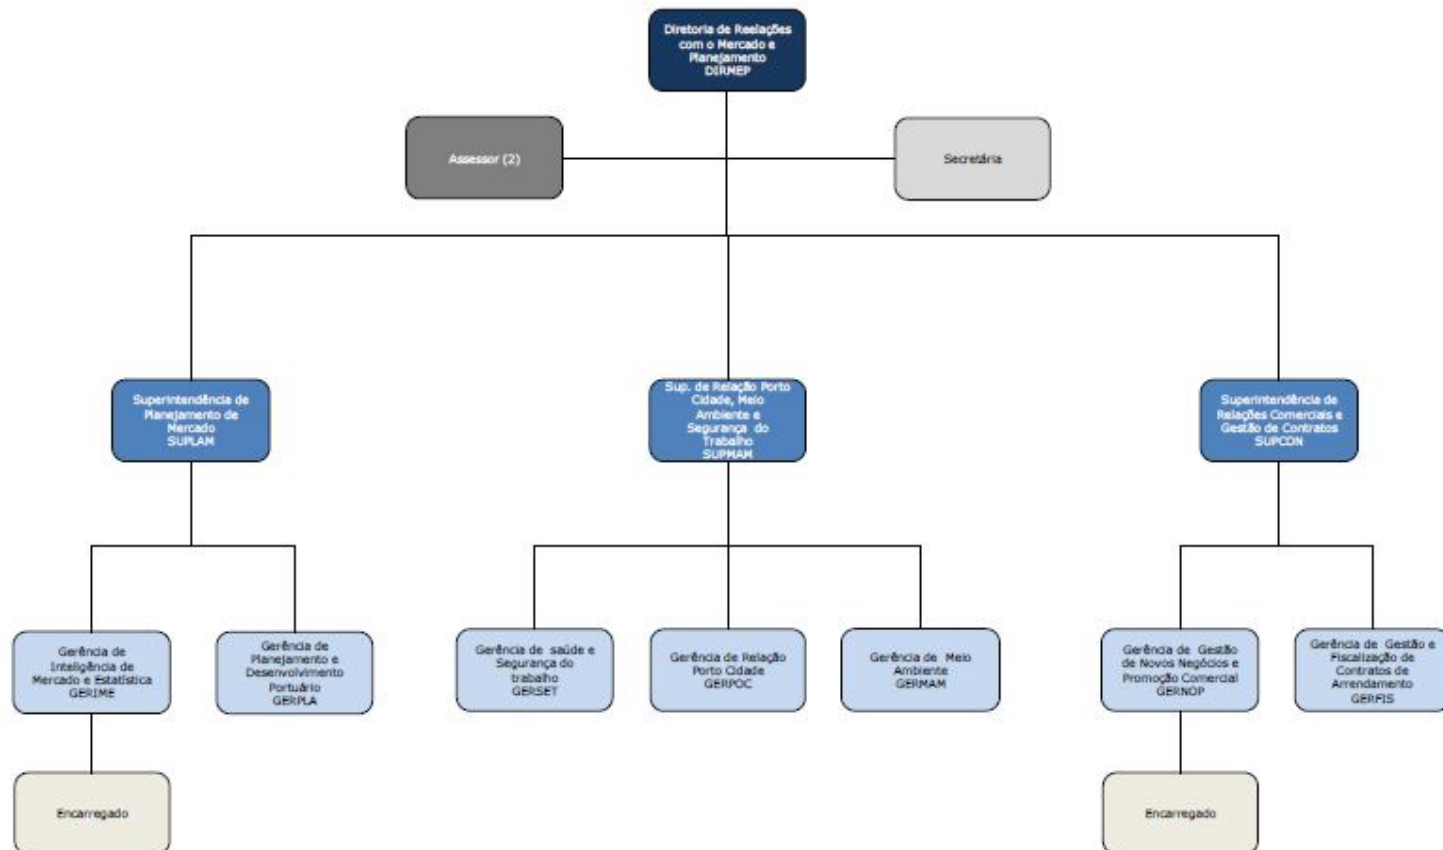 Diretoria de Reelações
com o Mercado e
Planejamento
DIRMEP
Assessor (2)
Secretária
Superintendência de
Planejamento de
Mercado
SUPLAM
Sup. de Relação Porto
Cidade, Meio
Ambiente e
Segurança do
Trabalho
SUPMAM
Superintendência de
Relações Comerciais e
Gestão de Contratos
SUPCON
Gerência de
Inteligência de
Mercado e Estatística
GERIME
Gerência de
Planejamento e
Desenvolvimento
Portuário
GERPLA
Gerência de saúde e
Segurança do
trabalho
GERSET
Gerência de Relação
Porto Cidade
GERPOC
Gerência de Meio
Ambiente
GERMAM
Gerência de Gestão
de Novos Negócios e
Promoção Comercial
GERNOP
Gerência de Gestão e
Fiscalização de
Contratos de
Arrendamento
GERFIS
Encarregado
Encarregado